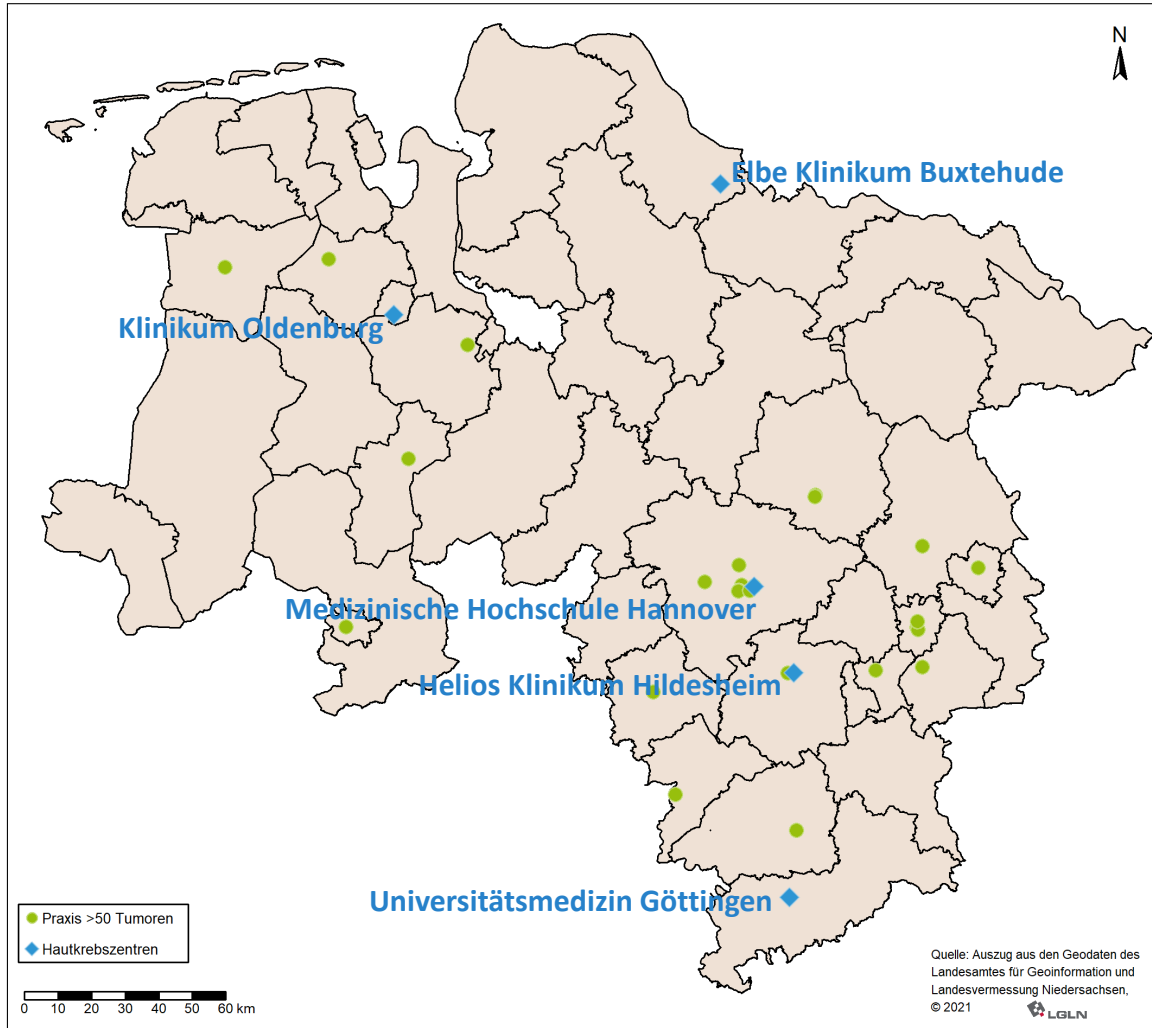 N
Elbe Klinikum Buxtehude
Klinikum Oldenburg
Medizinische Hochschule Hannover
Helios Klinikum Hildesheim
Universitätsmedizin Göttingen
Praxis >50 Tumoren
Hautkrebszentren
0 10 20 30 40 50 60 km
Quelle: Auszug aus den Geodaten des
Landesamtes für Geoinformation und
Landesvermessung Niedersachsen,
© 2021
LGLN